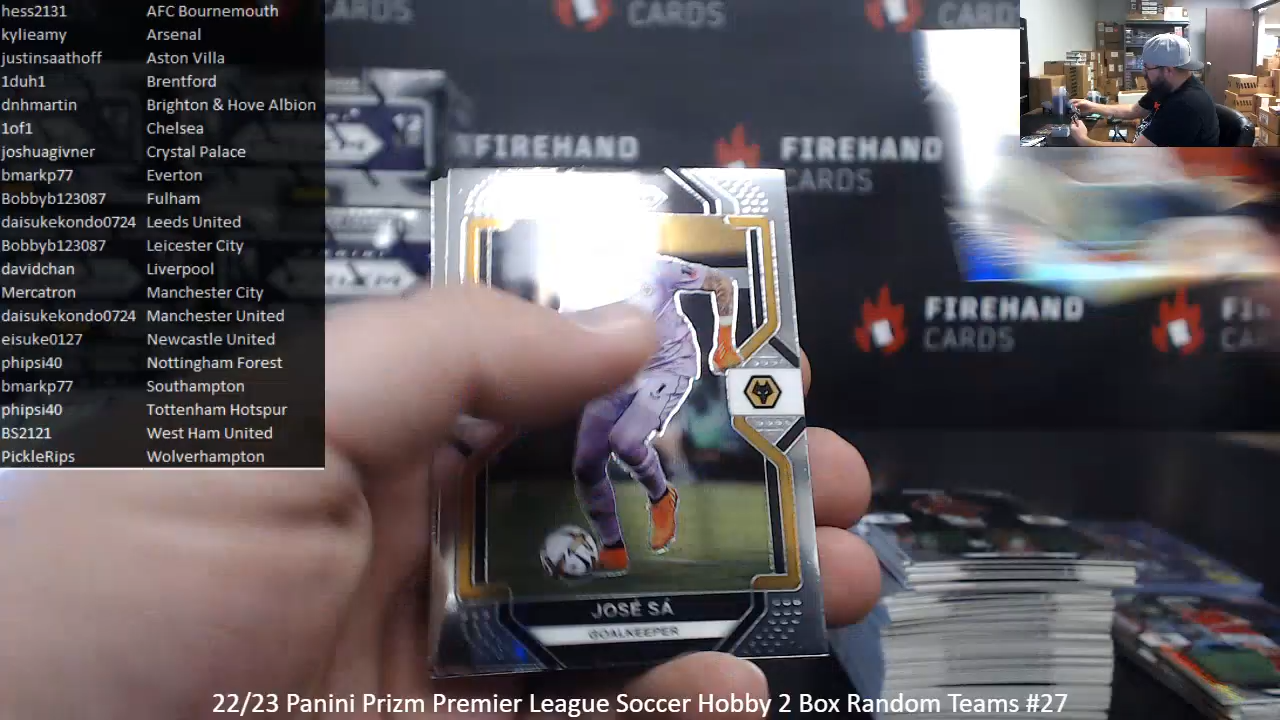 hess2131 AFC Bournemouth
kylieamy Arsenal
justinsaathoff Aston Villa
1duh1 Brentford
dnhmartin Brighton & Hove Albion
1of1 Chelsea
joshuagivner Crystal Palace
bmarkp77 Everton
Bobbyb123087 Fulham
daisukekondo0724 Leeds United
Bobbyb123087 Leicester City
davidchan Liverpool
Mercatron Manchester City
daisukekondo0724 Manchester United
eisuke0127 Newcastle United
phipsi40 Nottingham Forest
bmarkp77 Southampton
phipsi40 Tottenham Hotspur
BS2121 West Ham United
PickleRips Wolverhampton
CARDS
CARDS
CARDS
FIREHAND
FIREHAND
CARDS
FIREHAND
CARDS
JOSÉ SÁ
GOALKEEPER
22/23 Panini Prizm Premier League Soccer Hobby 2 Box Random Teams #27